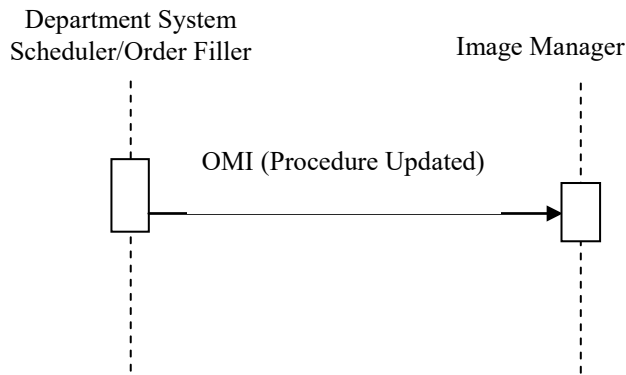 Department System
Scheduler/Order Filler
Image Manager
OMI (Procedure Updated)